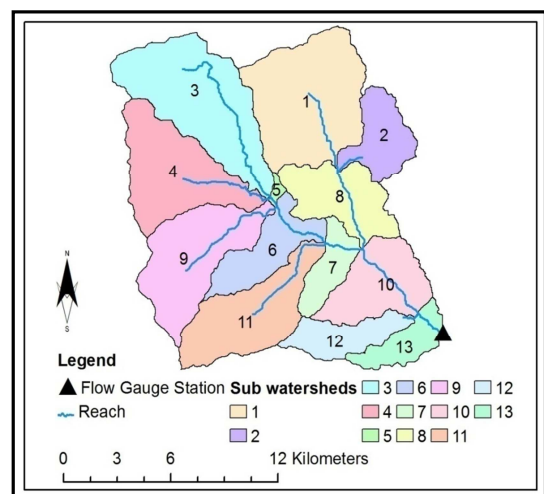 3
1
2
4
5
8
9
6
7
10
11
12
13
N
S
Legend
Flow Gauge Station
Reach
Sub watersheds
1
2
3 6 9 12
4 7 10 13
5 8 11
0 3 6 12 Kilometers